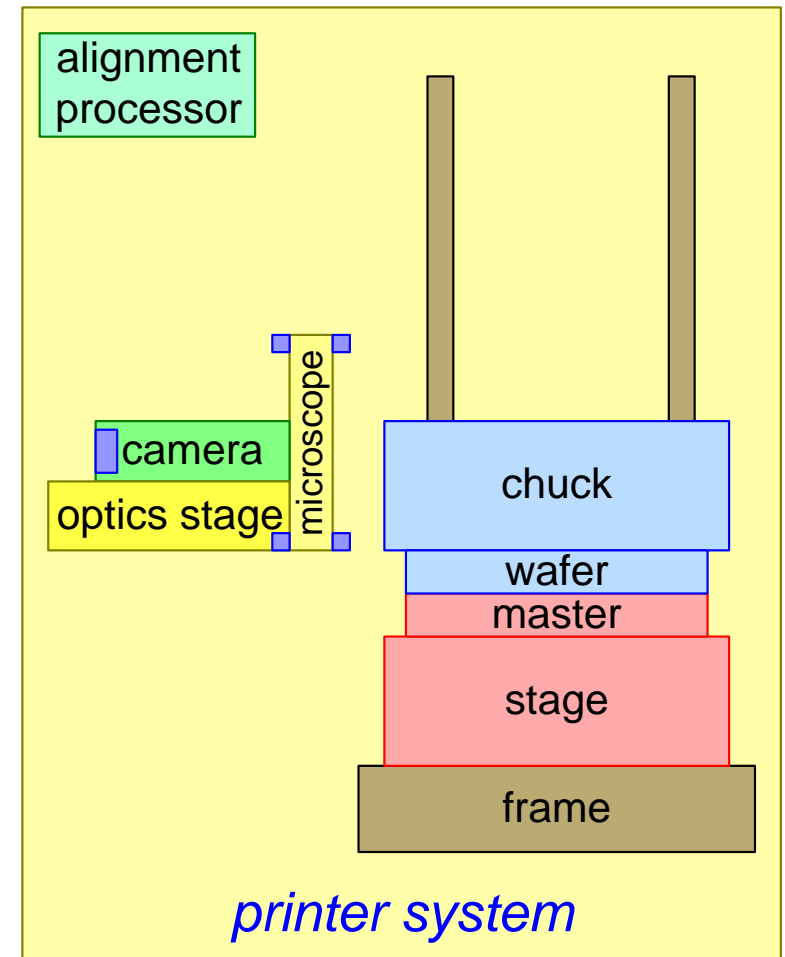 alignment
processor
microscope
camera
optics stage
chuck
wafer
master
stage
frame
printer system